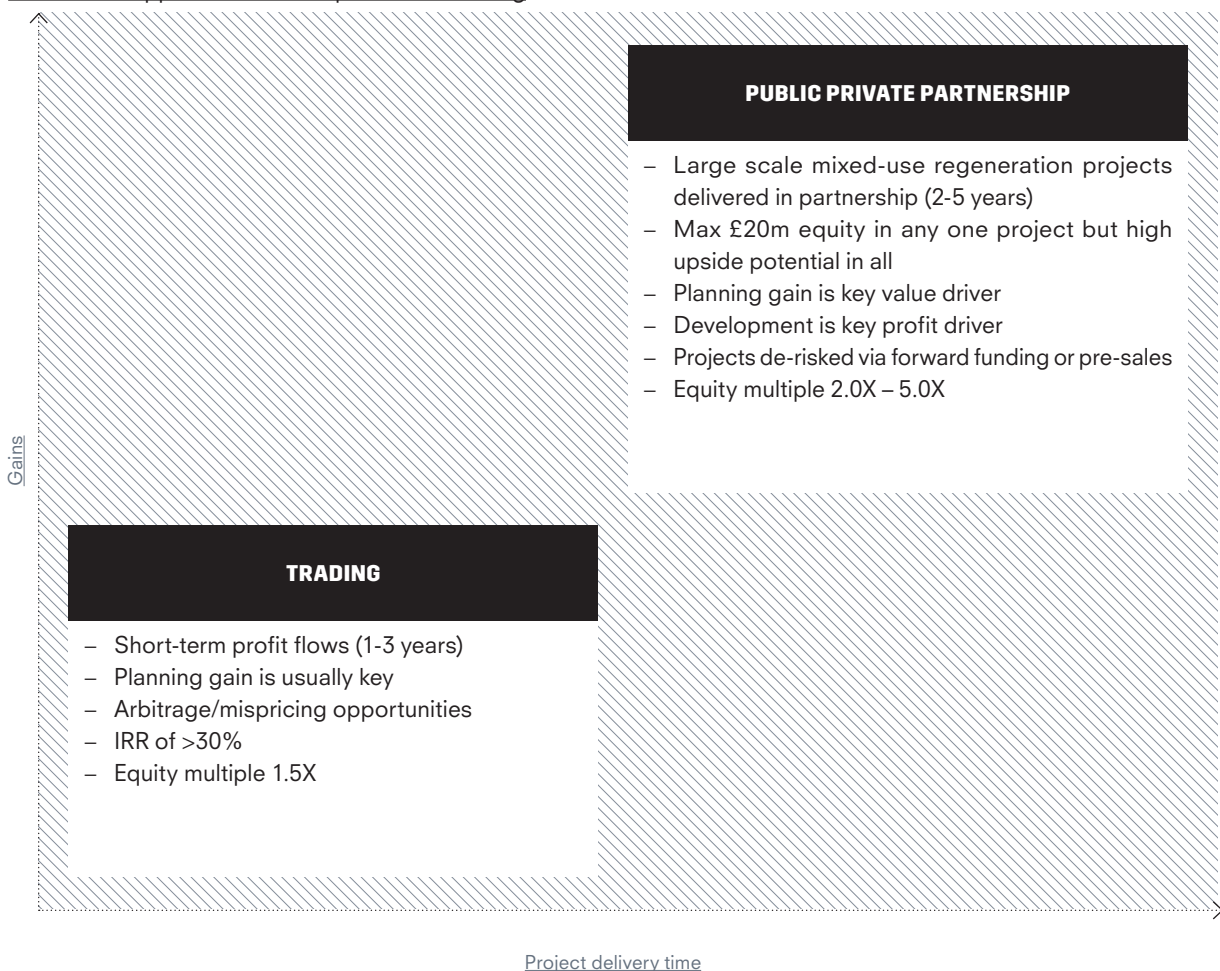 PUBLIC PRIVATE PARTNERSHIP
– Large scale mixed-use regeneration projects
delivered in partnership (2-5 years)
– Max £20m equity in any one project but high
upside potential in all
– Planning gain is key value driver
– Development is key profit driver
– Projects de-risked via forward funding or pre-sales
– Equity multiple 2.0X – 5.0X
Gains
TRADING
– Short-term profit flows (1-3 years)
– Planning gain is usually key
– Arbitrage/mispricing opportunities
– IRR of >30%
– Equity multiple 1.5X
Project delivery time